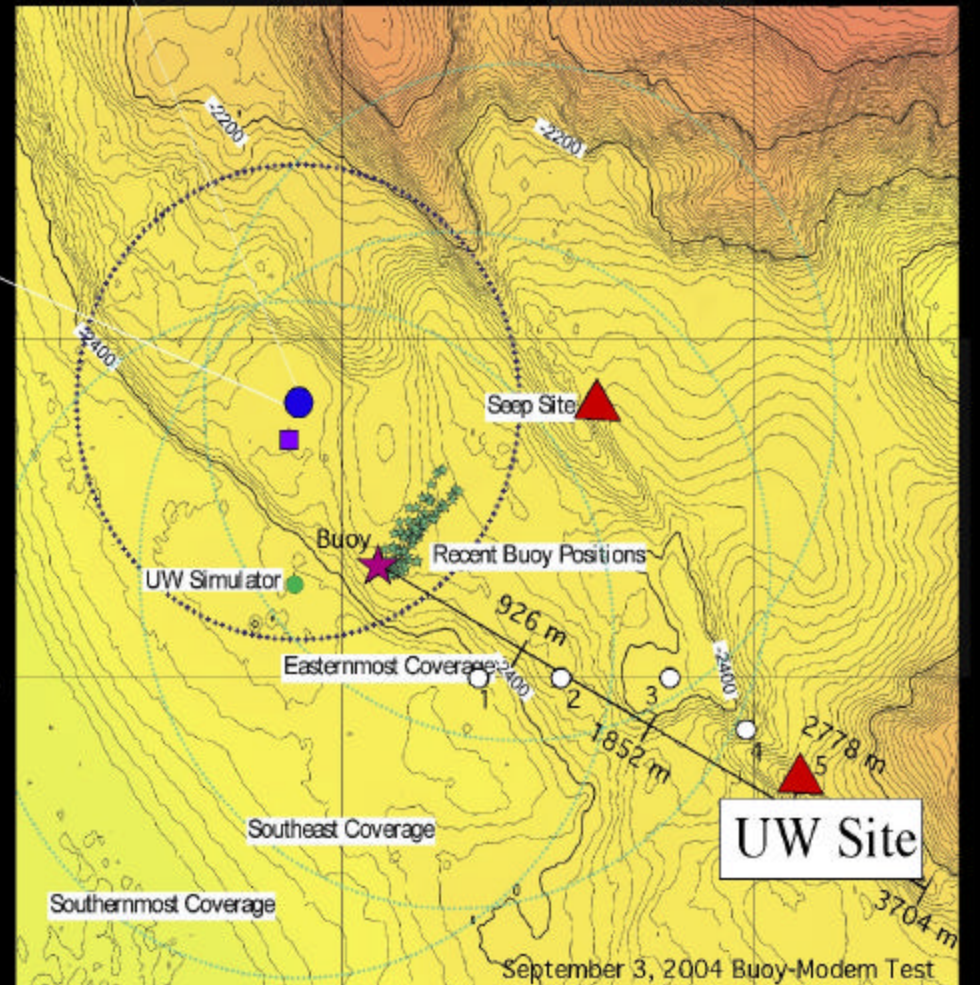 -2200
-2200
-2400
Seep Site
Buoy
Recent Buoy Positions
UW Simulator
926 m
Easternmost Coverage
-2400
-2400
1
2
3
4
5
1852 m
2778 m
UW Site
Southeast Coverage
Southernmost Coverage
3704 m
September 3, 2004 Buoy-Modem Test